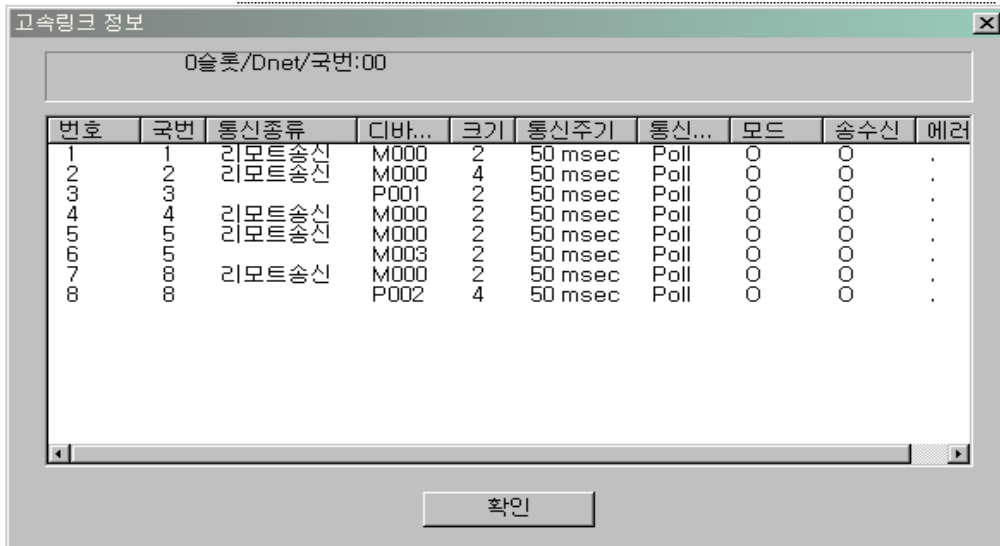 고속링크 정보
0슬롯/Dnet/국번:00
번호 국번 통신종류 디바... 크기 통신주기 통신... 모드 송수신 에러
1 1 리모트송신 M000 2 50 msec Poll O O .
2 2 리모트송신 M000 4 50 msec Poll O O .
3 3 P001 2 50 msec Poll O O .
4 4 리모트송신 M000 2 50 msec Poll O O .
5 5 리모트송신 M000 2 50 msec Poll O O .
6 5 M003 2 50 msec Poll O O .
7 8 리모트송신 M000 2 50 msec Poll O O .
8 8 P002 4 50 msec Poll O O .
확인